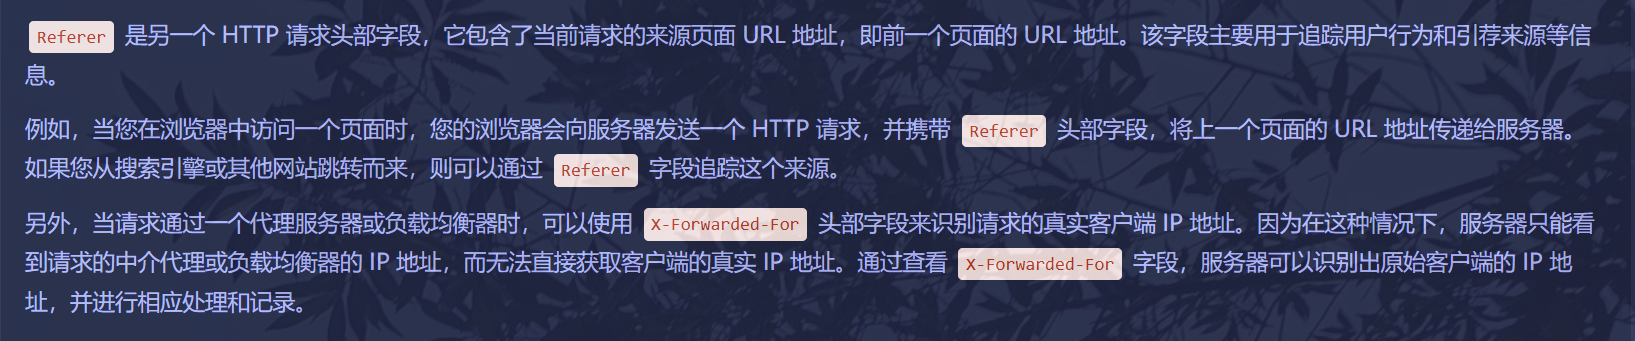 Referer 是另一个 HTTP 请求头部字段，它包含了当前请求的来源页面 URL 地址，即前一个页面的 URL 地址。该字段主要用于追踪用户行为和引荐来源等信
息。
例如，当您在浏览器中访问一个页面时，您的浏览器会向服务器发送一个 HTTP 请求，并携带 Referer 头部字段，将上一个页面的 URL 地址传递给服务器。
如果您从搜索引擎或其他网站跳转而来，则可以通过 Referer 字段追踪这个来源。
另外，当请求通过一个代理服务器或负载均衡器时，可以使用 X-Forwarded-For 头部字段来识别请求的真实客户端 IP 地址。因为在这种情况下，服务器只能看
到请求的中介代理或负载均衡器的 IP 地址，而无法直接获取客户端的真实 IP 地址。通过查看 X-Forwarded-For 字段，服务器可以识别出原始客户端的 IP 地
址，并进行相应处理和记录。